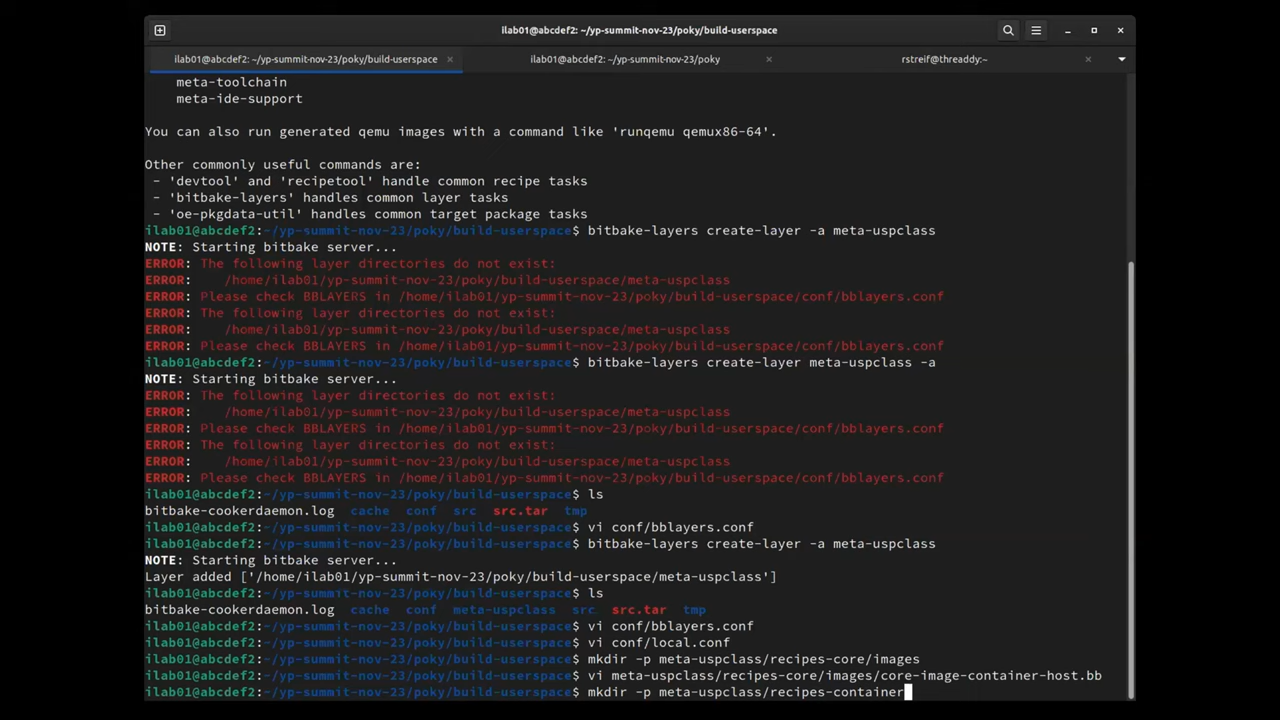 ilab01@abcdef2: ~/yp-summit-nov-23/poky/build-userspace
ilab01@abcdef2: ~/yp-summit-nov-23/poky/build-userspace × ilab01@abcdef2: ~/yp-summit-nov-23/poky × rstreif@threaddy:~ ×
meta-toolchain
meta-ide-support
You can also run generated qemu images with a command like 'runqemu qemux86-64'.
Other commonly useful commands are:
- 'devtool' and 'recipetool' handle common recipe tasks
- 'bitbake-layers' handles common layer tasks
- 'oe-pkgdata-util' handles common target package tasks
ilab01@abcdef2:~/yp-summit-nov-23/poky/build-userspace$ bitbake-layers create-layer -a meta-uspclass
NOTE: Starting bitbake server...
ERROR: The following layer directories do not exist:
ERROR:    /home/ilab01/yp-summit-nov-23/poky/build-userspace/meta-uspclass
ERROR: Please check BBLAYERS in /home/ilab01/yp-summit-nov-23/poky/build-userspace/conf/bblayers.conf
ERROR: The following layer directories do not exist:
ERROR:    /home/ilab01/yp-summit-nov-23/poky/build-userspace/meta-uspclass
ERROR: Please check BBLAYERS in /home/ilab01/yp-summit-nov-23/poky/build-userspace/conf/bblayers.conf
ilab01@abcdef2:~/yp-summit-nov-23/poky/build-userspace$ bitbake-layers create-layer meta-uspclass -a
NOTE: Starting bitbake server...
ERROR: The following layer directories do not exist:
ERROR:    /home/ilab01/yp-summit-nov-23/poky/build-userspace/meta-uspclass
ERROR: Please check BBLAYERS in /home/ilab01/yp-summit-nov-23/poky/build-userspace/conf/bblayers.conf
ERROR: The following layer directories do not exist:
ERROR:    /home/ilab01/yp-summit-nov-23/poky/build-userspace/meta-uspclass
ERROR: Please check BBLAYERS in /home/ilab01/yp-summit-nov-23/poky/build-userspace/conf/bblayers.conf
ilab01@abcdef2:~/yp-summit-nov-23/poky/build-userspace$ ls
bitbake-cookerdaemon.log  cache  conf  src  src.tar  tmp
ilab01@abcdef2:~/yp-summit-nov-23/poky/build-userspace$ vi conf/bblayers.conf
ilab01@abcdef2:~/yp-summit-nov-23/poky/build-userspace$ bitbake-layers create-layer -a meta-uspclass
NOTE: Starting bitbake server...
Layer added ['/home/ilab01/yp-summit-nov-23/poky/build-userspace/meta-uspclass']
ilab01@abcdef2:~/yp-summit-nov-23/poky/build-userspace$ ls
bitbake-cookerdaemon.log  cache  conf  meta-uspclass  src  src.tar  tmp
ilab01@abcdef2:~/yp-summit-nov-23/poky/build-userspace$ vi conf/bblayers.conf
ilab01@abcdef2:~/yp-summit-nov-23/poky/build-userspace$ vi conf/local.conf
ilab01@abcdef2:~/yp-summit-nov-23/poky/build-userspace$ mkdir -p meta-uspclass/recipes-core/images
ilab01@abcdef2:~/yp-summit-nov-23/poky/build-userspace$ vi meta-uspclass/recipes-core/images/core-image-container-host.bb
ilab01@abcdef2:~/yp-summit-nov-23/poky/build-userspace$ mkdir -p meta-uspclass/recipes-container